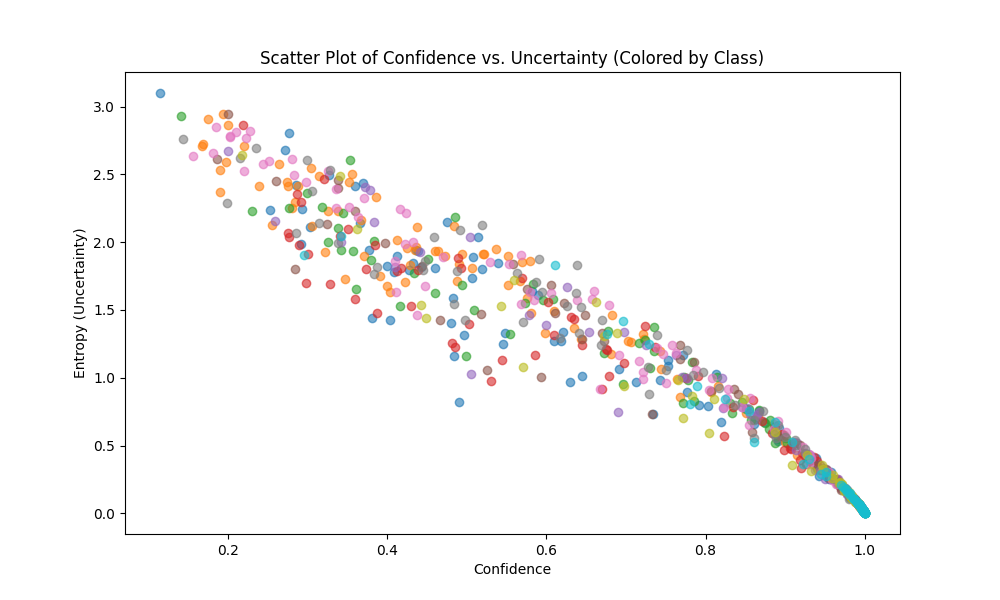 Scatter Plot of Confidence vs. Uncertainty (Colored by Class)
Entropy (Uncertainty)
3.0
2.5
2.0
1.5
1.0
0.5
0.0
0.2 0.4 0.6 0.8 1.0
Confidence